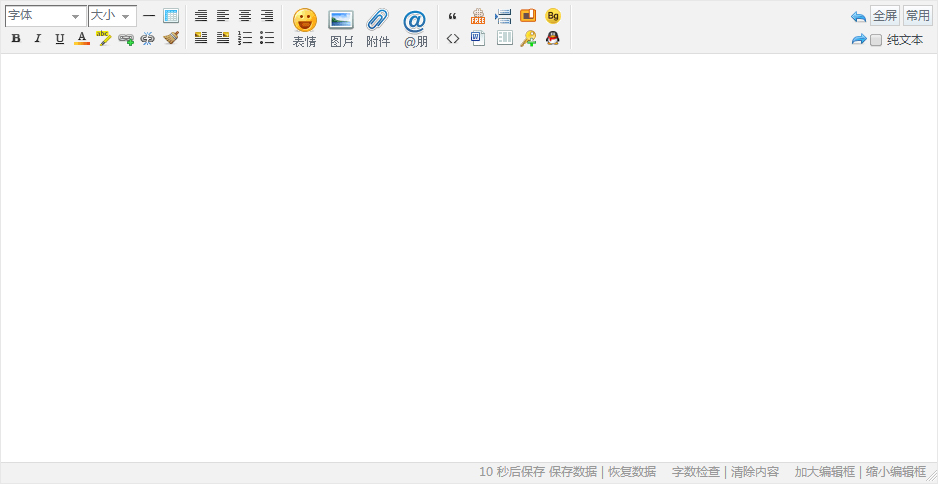 字体 大小 全屏 常用
B I U A abc W Bg
表情 图片 附件 @朋 纯文本
10 秒后保存 保存数据 | 恢复数据 字数检查 | 清除内容 加大编辑框 | 缩小编辑框